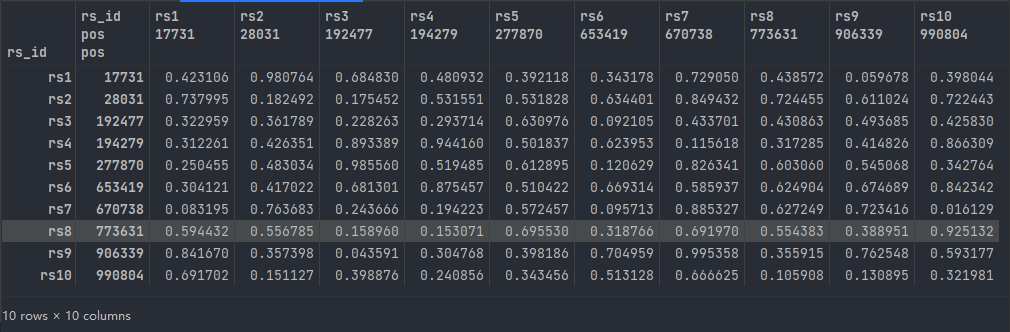 rs_id rs1 rs2 rs3 rs4 rs5 rs6 rs7 rs8 rs9 rs10
pos 17731 28031 192477 194279 277870 653419 670738 773631 906339 990804
rs_id pos
rs1 17731 0.423106 0.980764 0.684830 0.480932 0.392118 0.343178 0.729050 0.438572 0.059678 0.398044
rs2 28031 0.737995 0.182492 0.175452 0.531551 0.531828 0.634401 0.849432 0.724455 0.611024 0.722443
rs3 192477 0.322959 0.361789 0.228263 0.293714 0.630976 0.092105 0.433701 0.430863 0.493685 0.425830
rs4 194279 0.312261 0.426351 0.893389 0.944160 0.501837 0.623953 0.115618 0.317285 0.414826 0.866309
rs5 277870 0.250455 0.483034 0.985560 0.519485 0.612895 0.120629 0.826341 0.603060 0.545068 0.342764
rs6 653419 0.304121 0.417022 0.681301 0.875457 0.510422 0.669314 0.585937 0.624904 0.674689 0.842342
rs7 670738 0.083195 0.763683 0.243666 0.194223 0.572457 0.095713 0.885327 0.627249 0.723416 0.016129
rs8 773631 0.594432 0.556785 0.158960 0.153071 0.695530 0.318766 0.691970 0.554383 0.388951 0.925132
rs9 906339 0.841670 0.357398 0.043591 0.304768 0.398186 0.704959 0.995358 0.355915 0.762548 0.593177
rs10 990804 0.691702 0.151127 0.398876 0.240856 0.343456 0.513128 0.666625 0.105908 0.130895 0.321981
10 rows × 10 columns